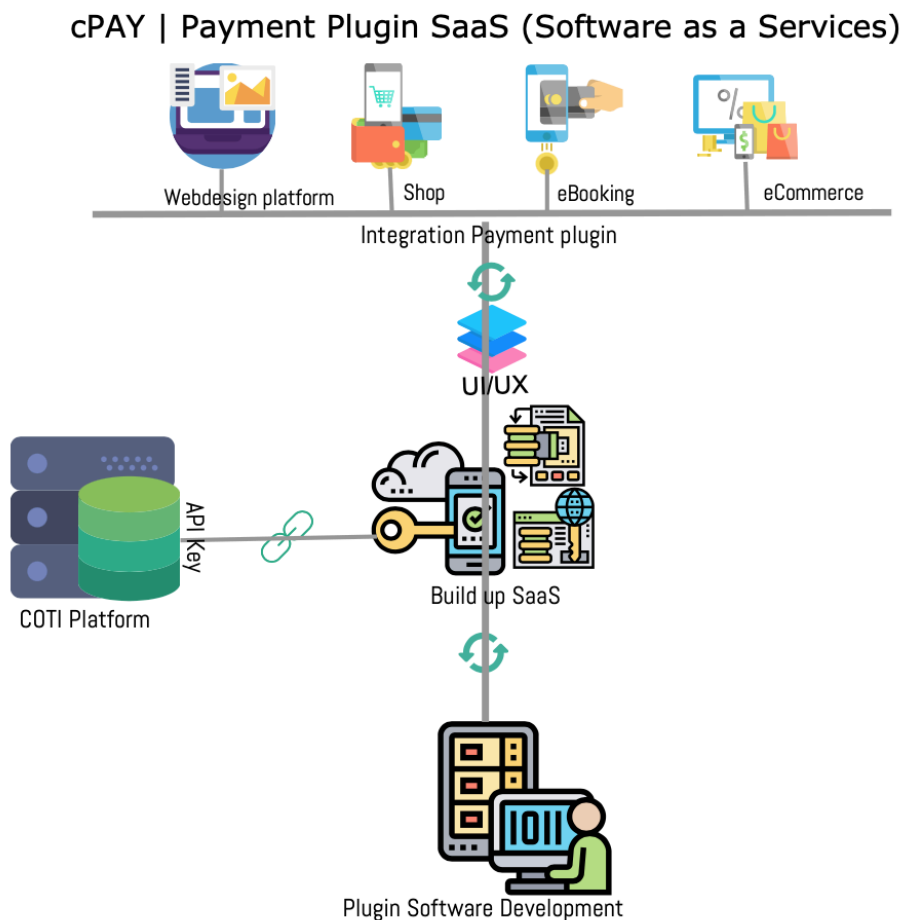 cPAY | Payment Plugin SaaS (Software as a Services)
%
$
Webdesign platform
Shop
eBooking
eCommerce
Integration Payment plugin
UI/UX
API Key
Build up SaaS
COTI Platform
IOII
Plugin Software Development